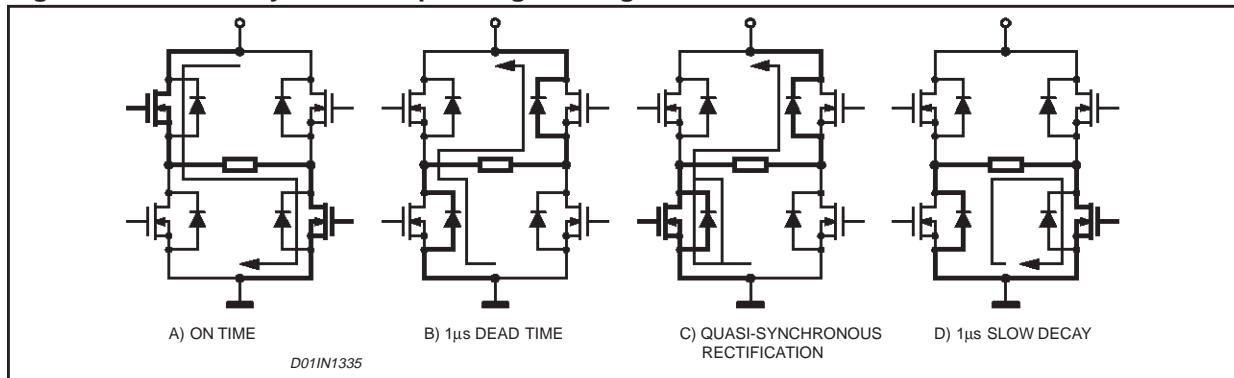 A) ON TIME
B) 1μs DEAD TIME
C) QUASI-SYNCHRONOUS
RECTIFICATION
D) 1μs SLOW DECAY
D01IN1335